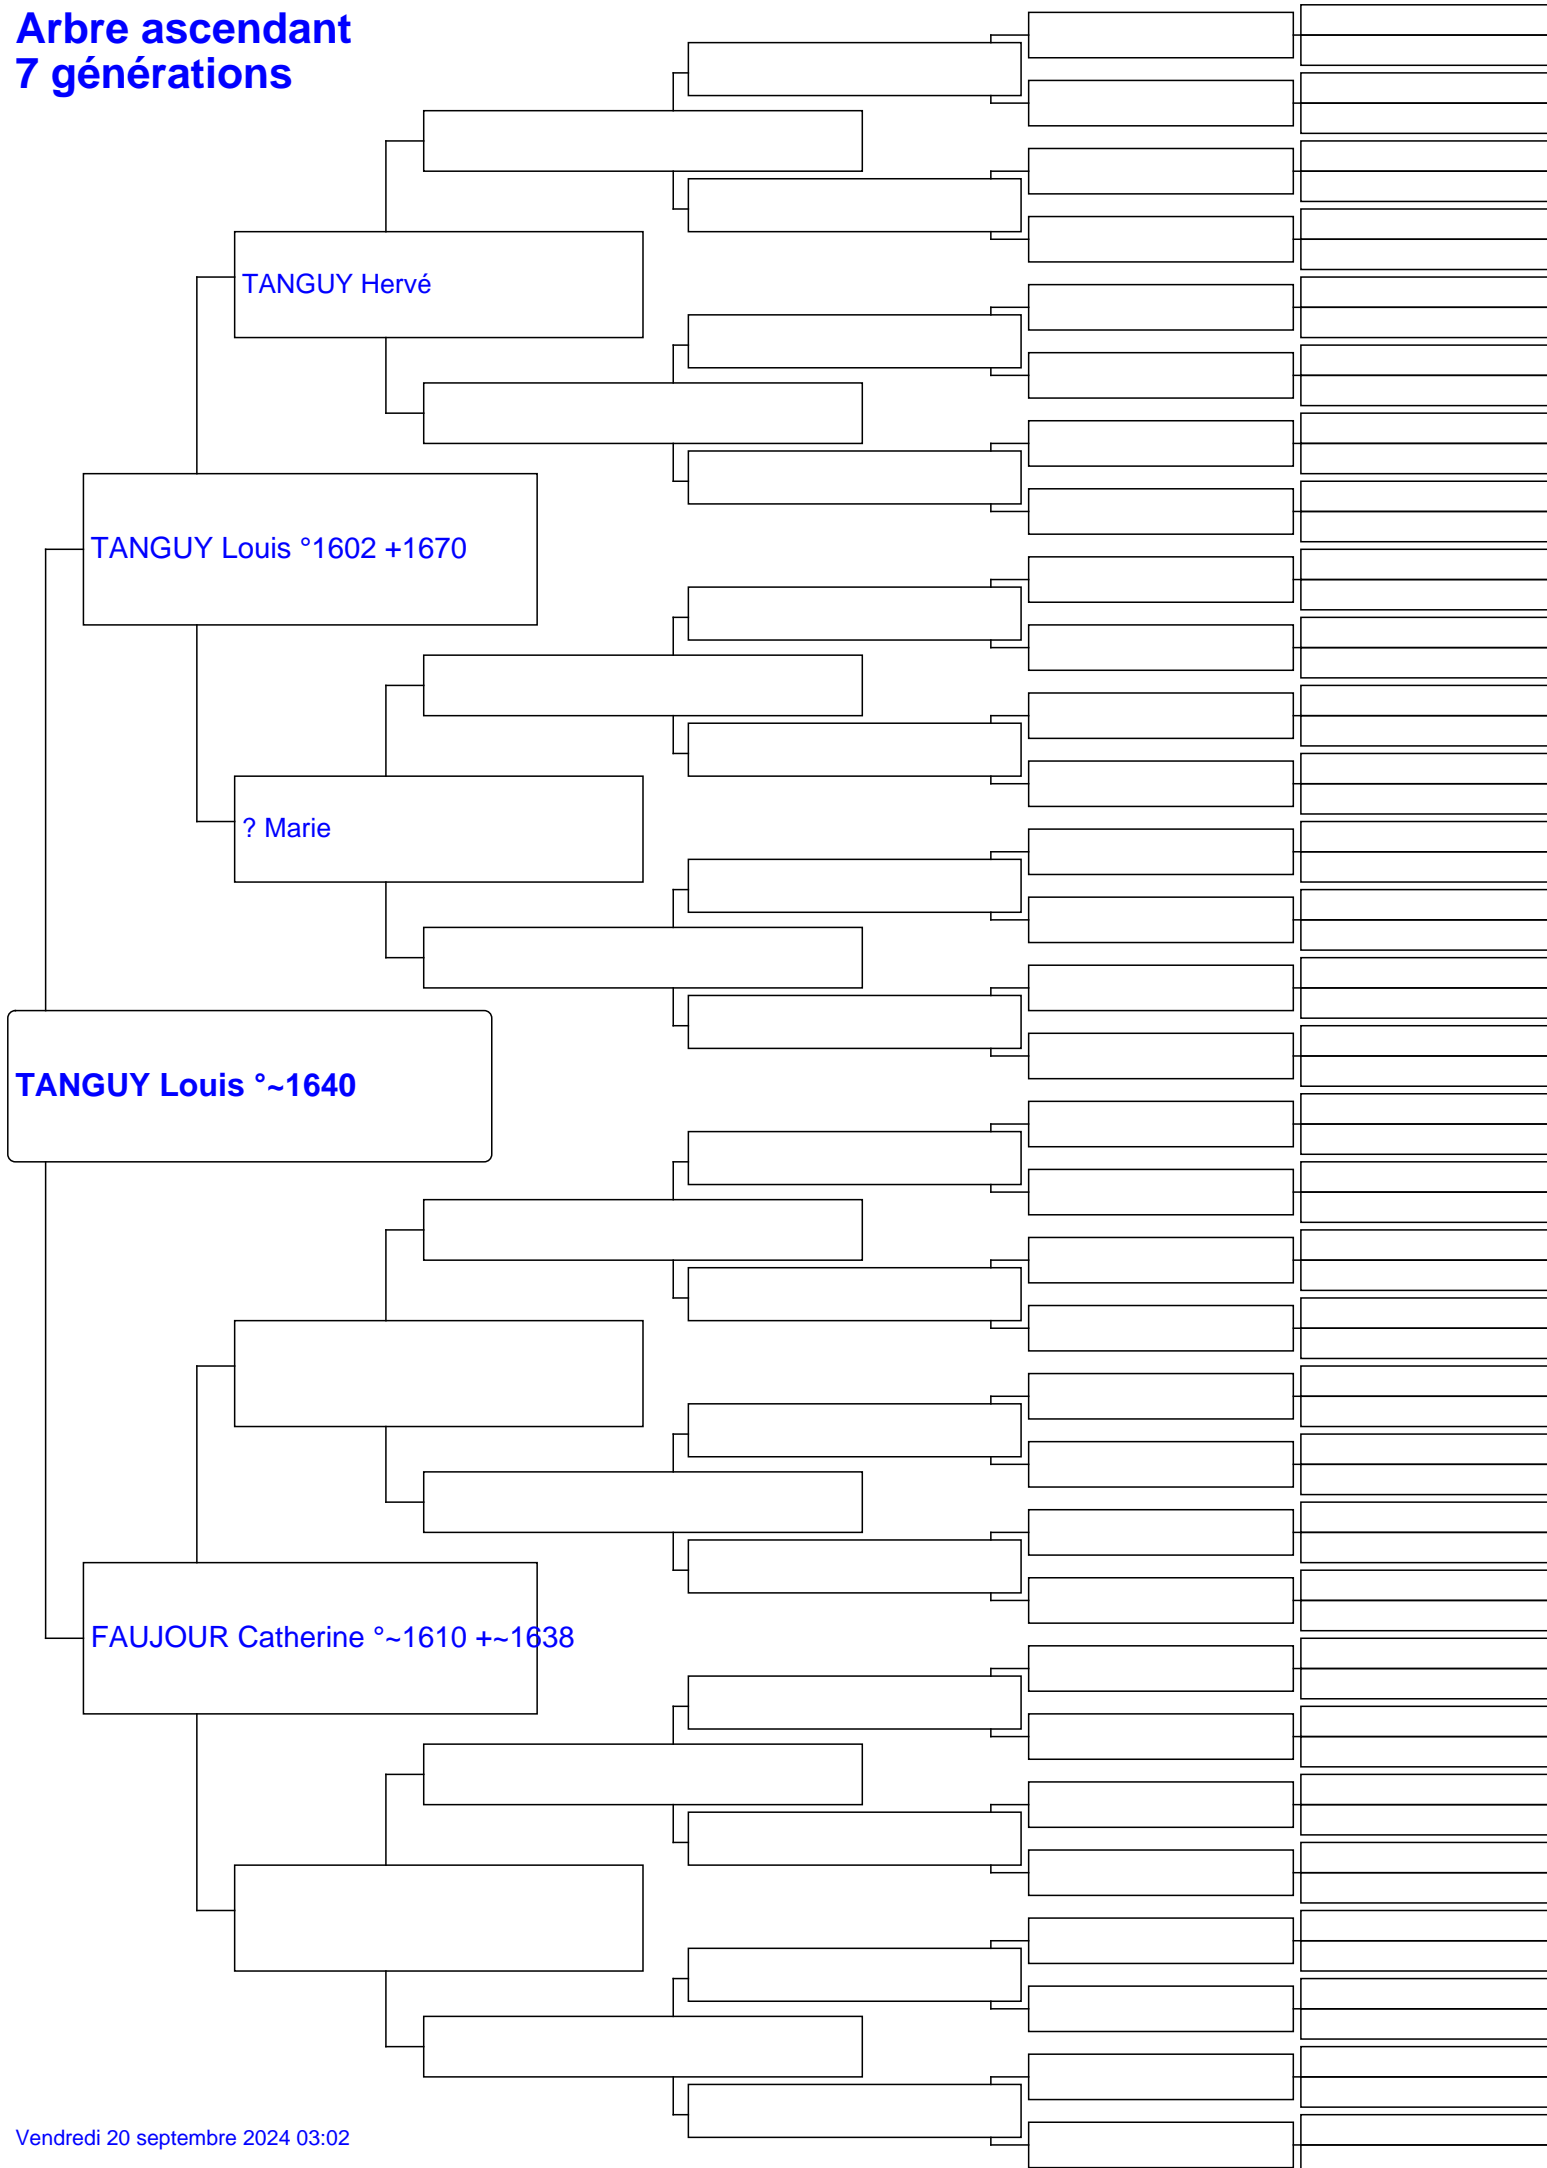 Arbre ascendant
7 générations
TANGUY Hervé
TANGUY Louis °1602 +1670
? Marie
TANGUY Louis °~1640
FAUJOUR Catherine °~1610 +~1638
Vendredi 20 septembre 2024 03:02